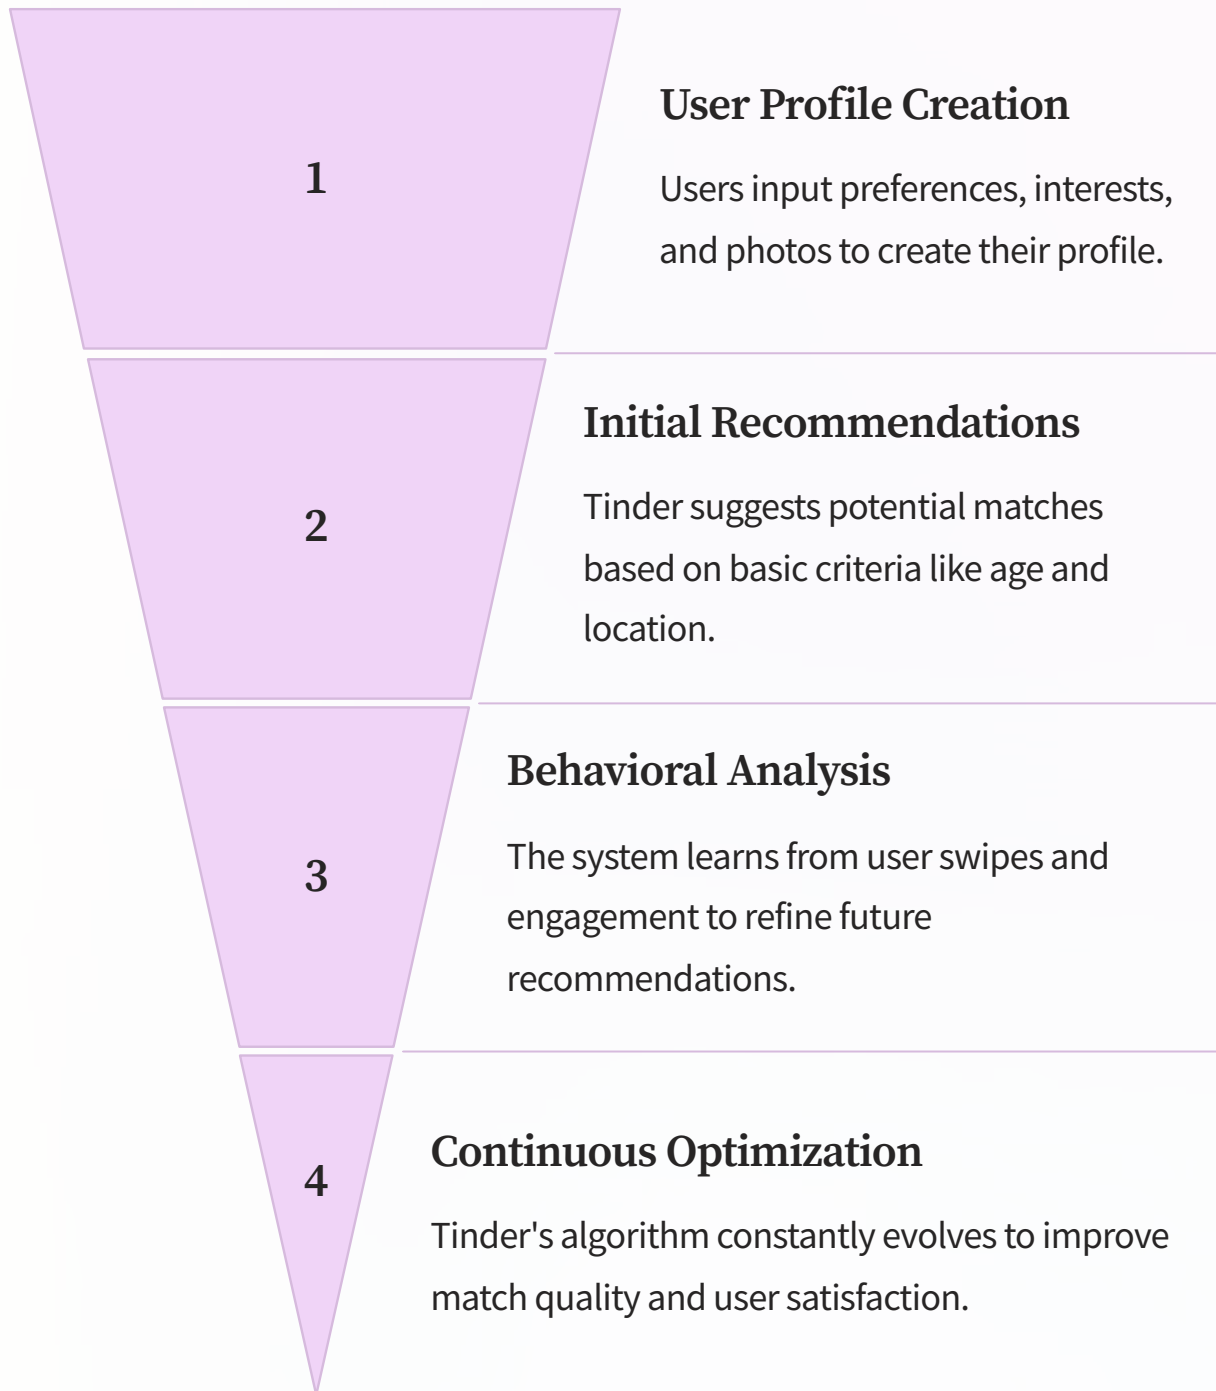 1
User Profile Creation
Users input preferences, interests,
and photos to create their profile.
2
Initial Recommendations
Tinder suggests potential matches
based on basic criteria like age and
location.
3
Behavioral Analysis
The system learns from user swipes and
engagement to refine future
recommendations.
4
Continuous Optimization
Tinder's algorithm constantly evolves to improve
match quality and user satisfaction.